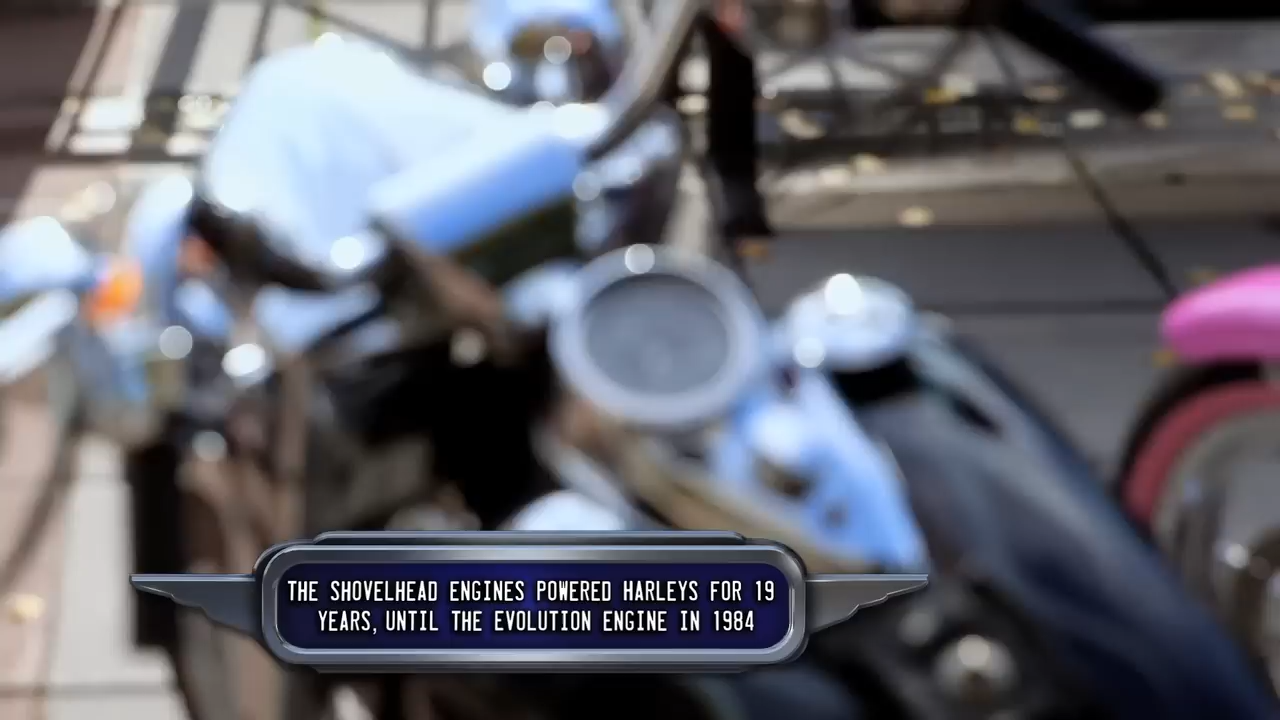 THE SHOVELHEAD ENGINES POWERED HARLEYS FOR 19
YEARS, UNTIL THE EVOLUTION ENGINE IN 1984